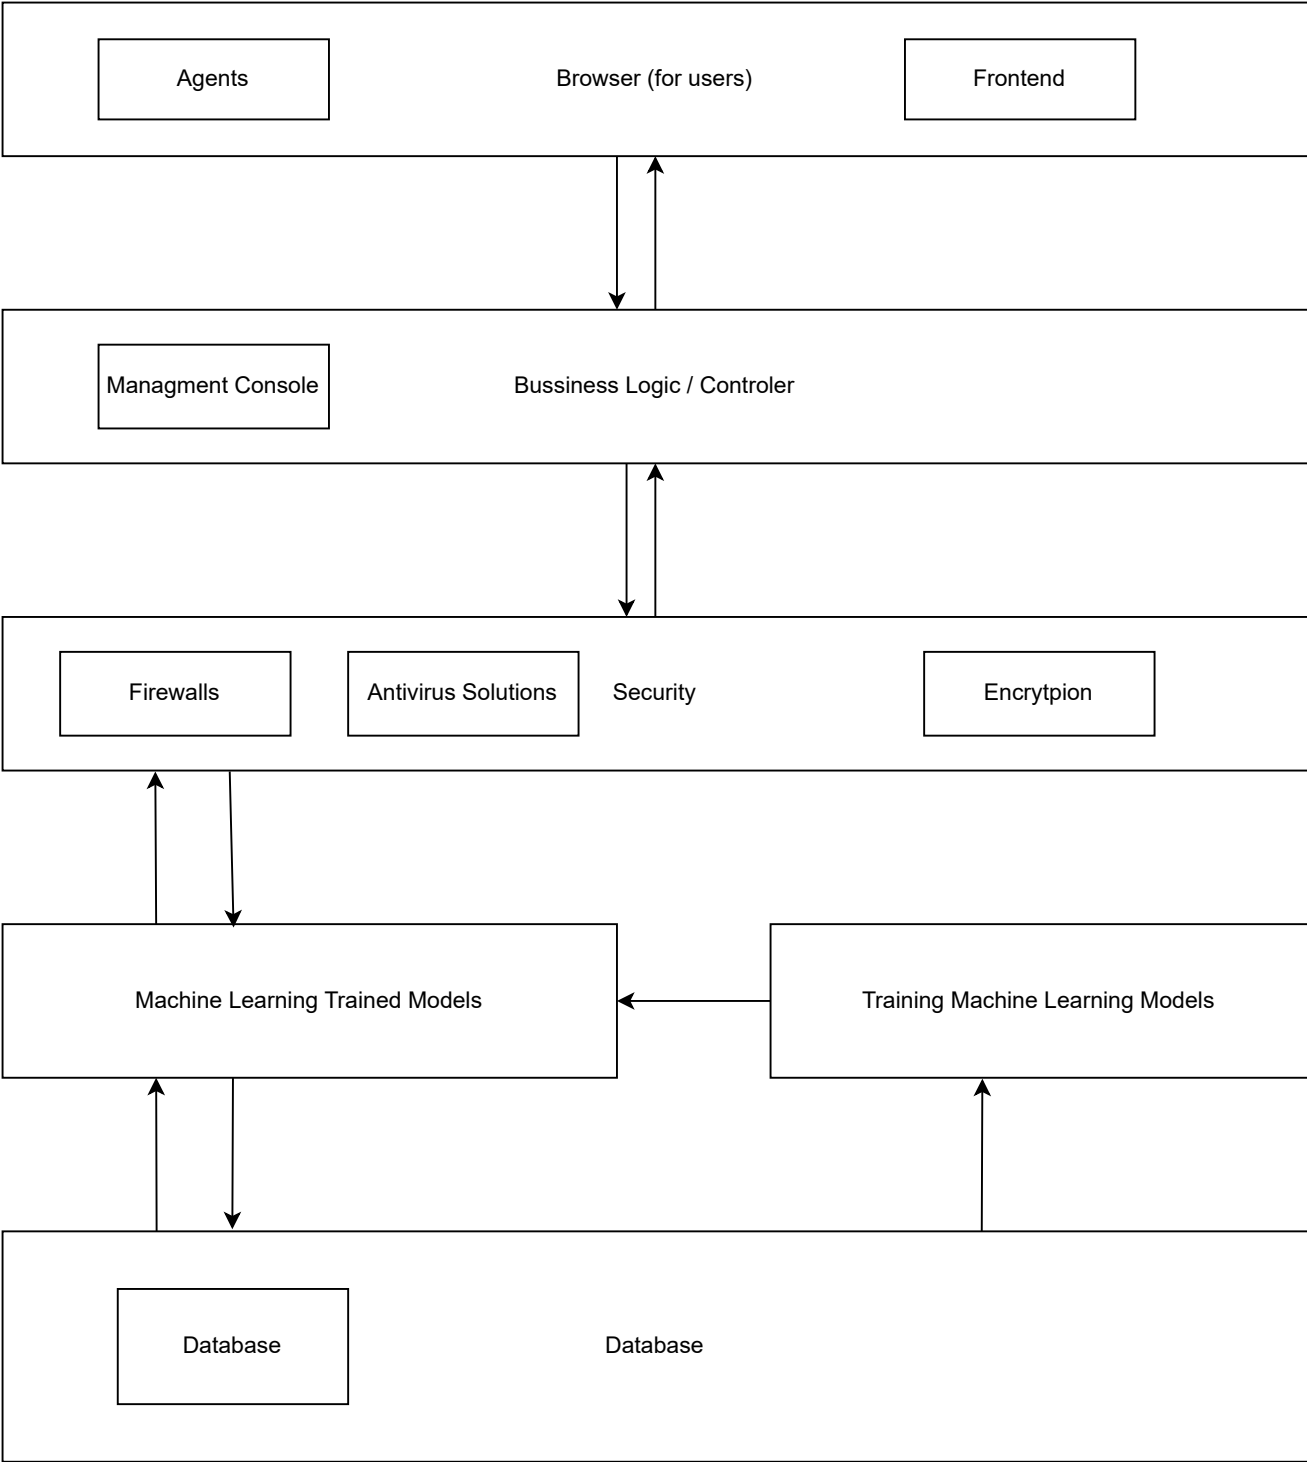 Agents
Browser (for users)
Frontend
Managment Console
Bussiness Logic / Controler
Firewalls
Antivirus Solutions
Security
Encrytpion
Machine Learning Trained Models
Training Machine Learning Models
Database
Database